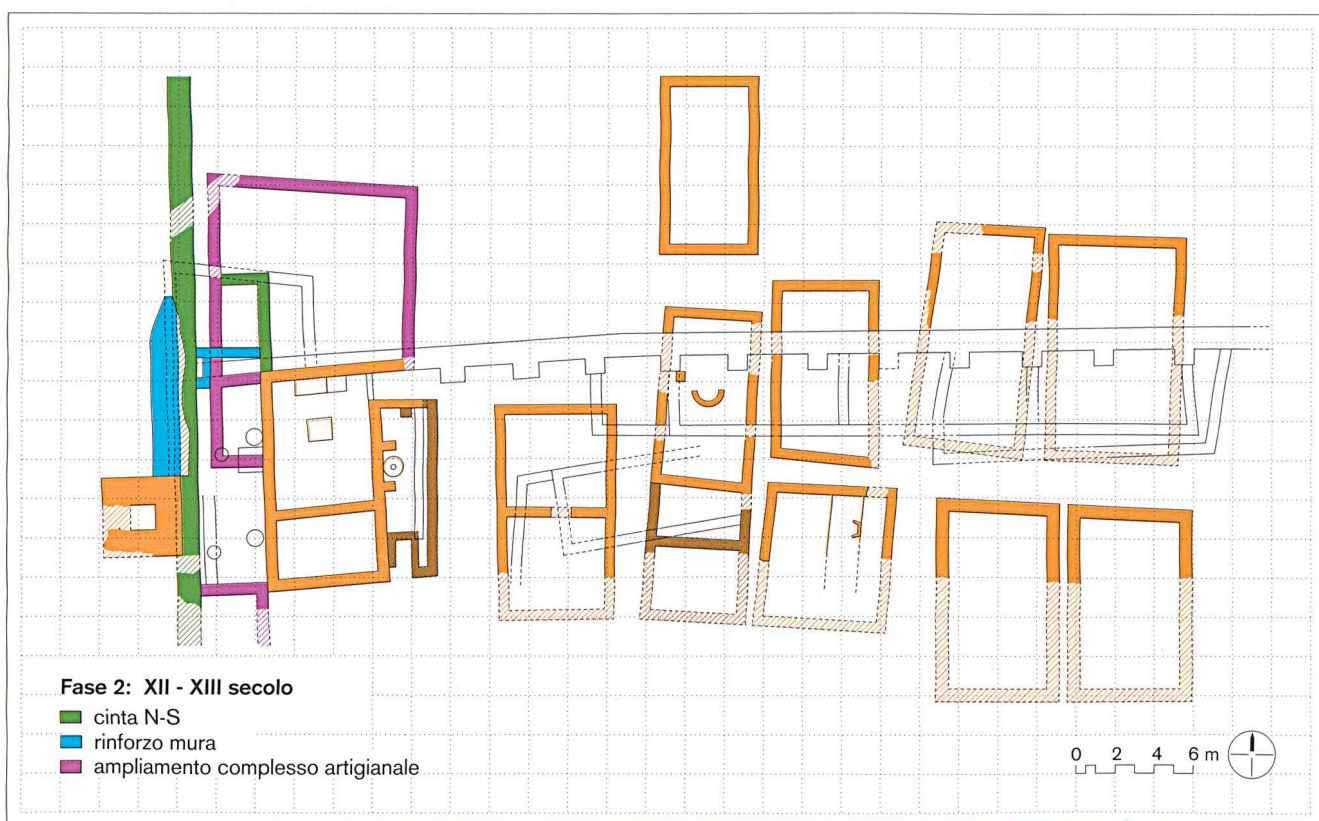 Fase 2: XII - XIII secolo
cinta N-S
rinforzo mura
ampliamento complesso artigianale
0 2 4 6 m